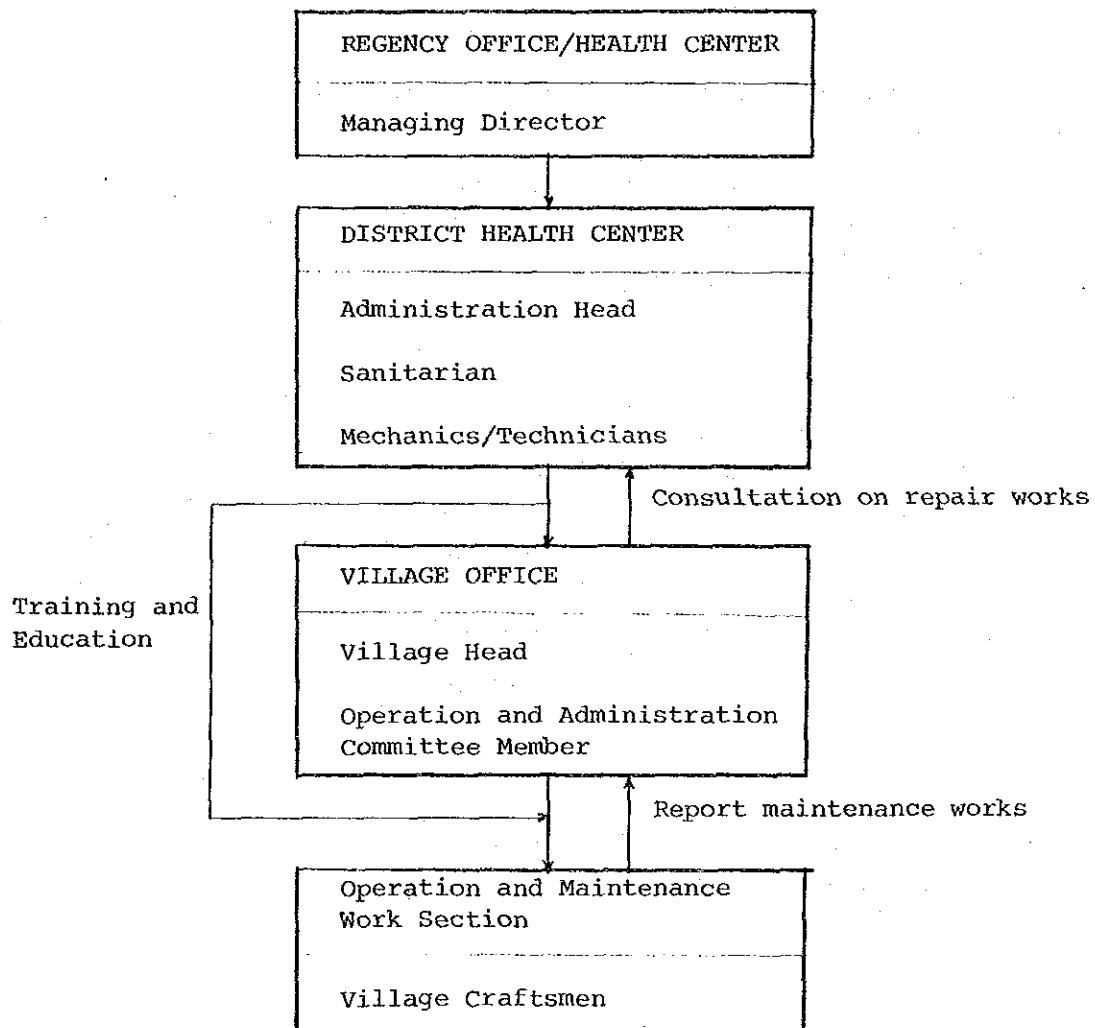 REGENCY OFFICE/HEALTH CENTER
Managing Director
DISTRICT HEALTH CENTER
Administration Head
Sanitarian
Mechanics/Technicians
Consultation on repair works
VILLAGE OFFICE
Training and
Education
Village Head
Operation and Administration
Committee Member
Report maintenance works
Operation and Maintenance
Work Section
Village Craftsmen